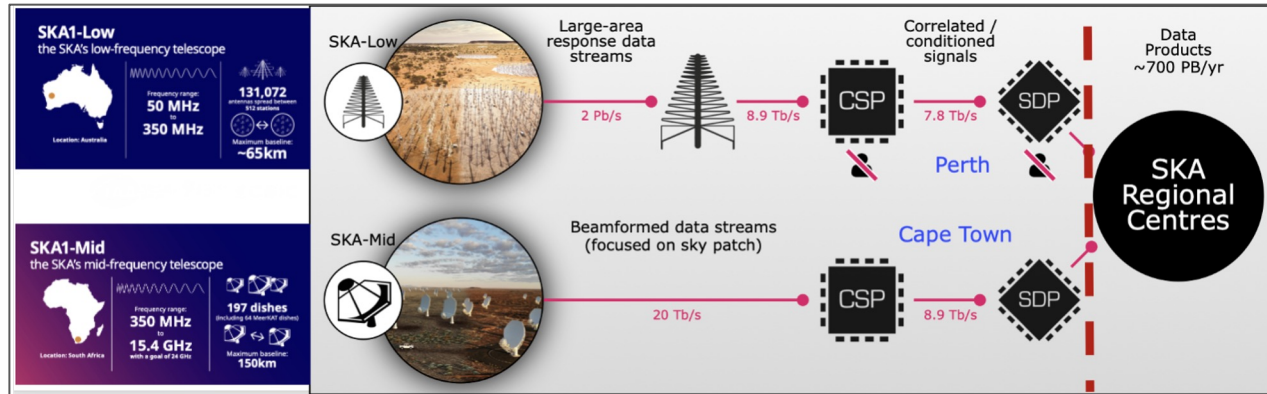 SKA1-Low
the SKA's low-frequency telescope
Location: Australia
Frequency range:
50 MHz
to
350 MHz
131,072
antennas spread between
512 stations
Maximum baseline:
~65km
SKA-Low
Large-area
response data
streams
2 Pb/s
8.9 Tb/s
CSP
Correlated /
conditioned
signals
7.8 Tb/s
SDP
Perth
Data
Products
~700 PB/yr
SKA
Regional
Centres
SKA1-Mid
the SKA's mid-frequency telescope
Location: South Africa
Frequency range:
350 MHz
to
15.4 GHz
with a goal of 24 GHz
197 dishes
(including 64 MeerKAT dishes)
Maximum baseline:
150km
SKA-Mid
Beamformed data streams
(focused on sky patch)
20 Tb/s
Cape Town
CSP
8.9 Tb/s
SDP